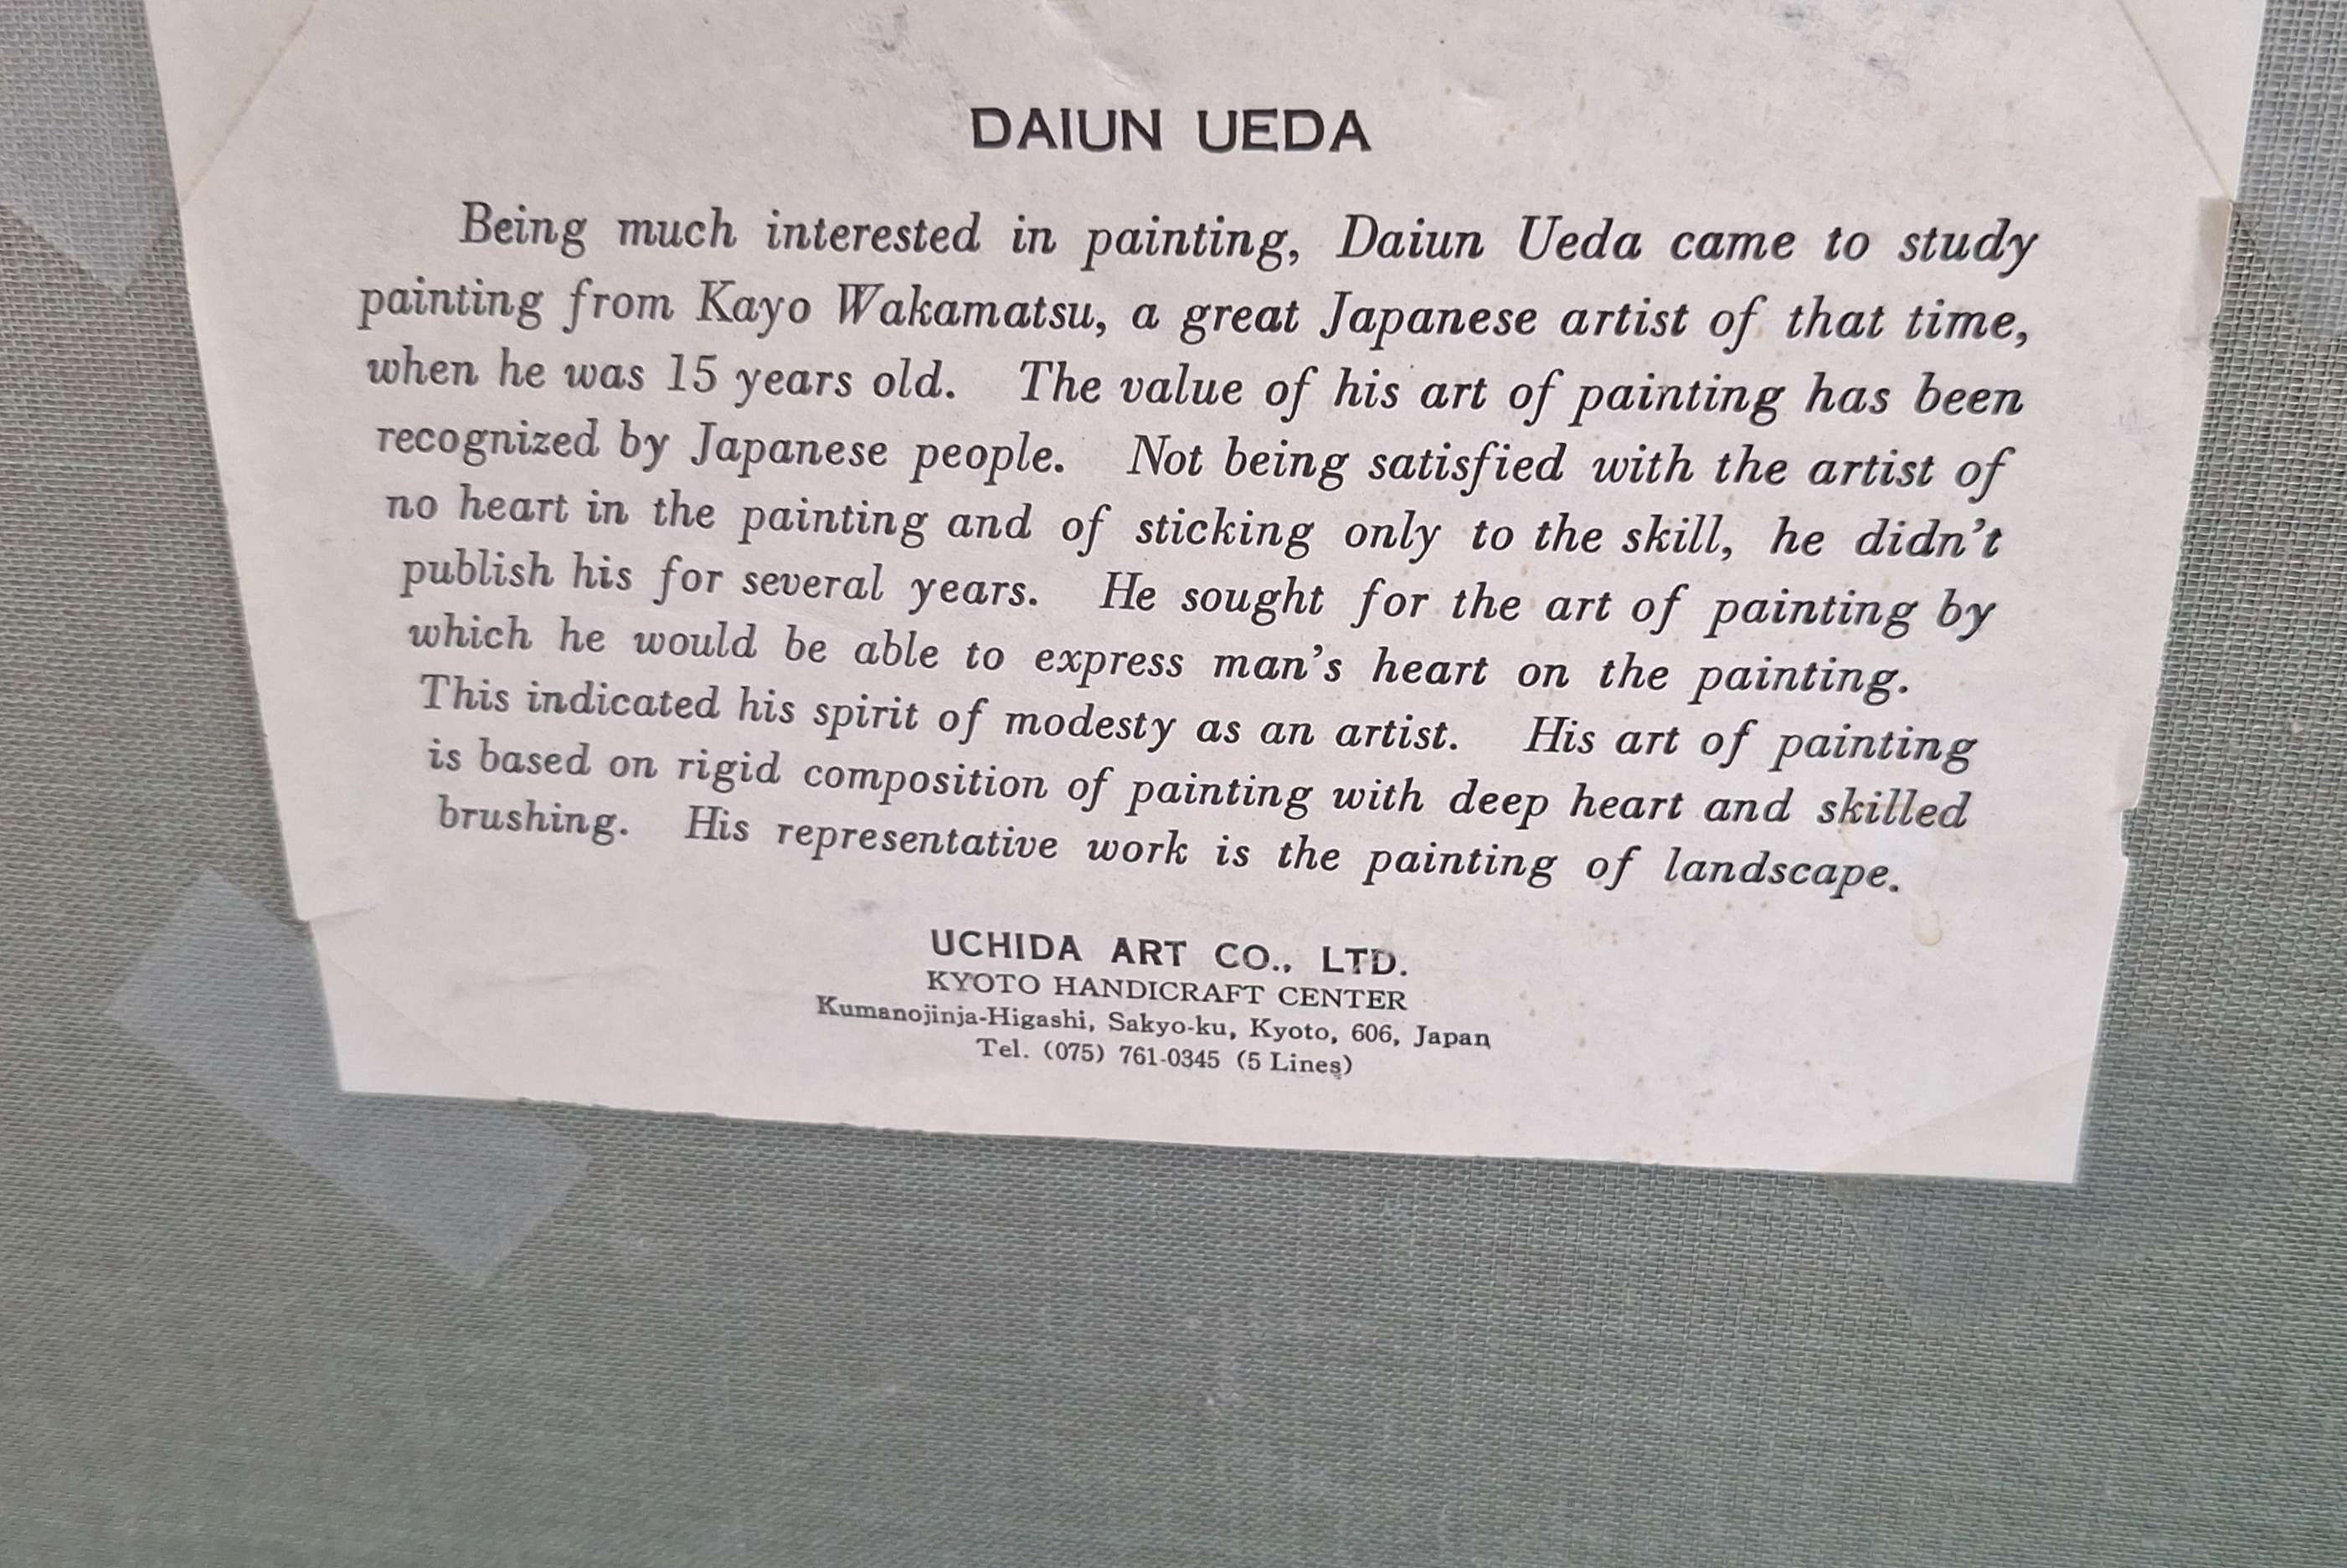 DAIUN UEDA
Being much interested in painting, Daiun Ueda came to study
painting from Kayo Wakamatsu, a great Japanese artist of that time,
when he was 15 years old. The value of his art of painting has been
recognized by Japanese people. Not being satisfied with the artist of
no heart in the painting and of sticking only to the skill, he didn't
publish his for several years. He sought for the art of painting by
which he would be able to express man's heart on the painting.
This indicated his spirit of modesty as an artist. His art of painting
is based on rigid composition of painting with deep heart and skilled
brushing. His representative work is the painting of landscape.
UCHIDA ART CO., LTD.
KYOTO HANDICRAFT CENTER
Kumanojinja-Higashi, Sakyo-ku, Kyoto, 606, Japan
Tel. (075) 761-0345 (5 Lines)